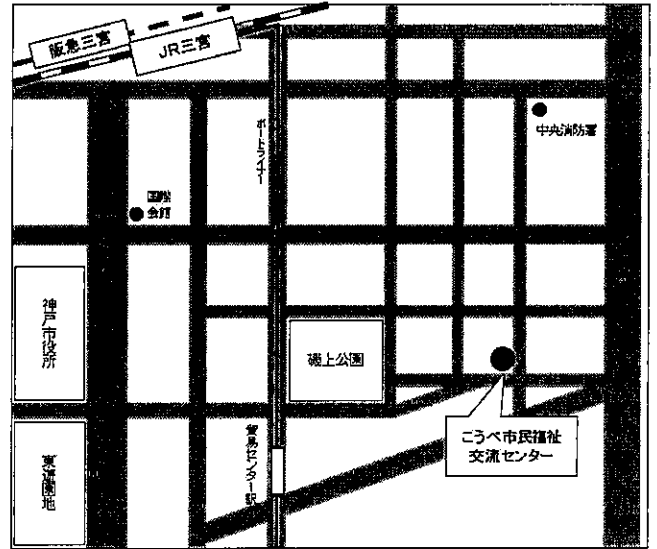 阪急三宮
JR三宮
ポートライナー
中央消防署
国際
会館
神戸市役所
磯上公園
貿易センター駅
こうべ市民福祉
交流センター
東遊園地